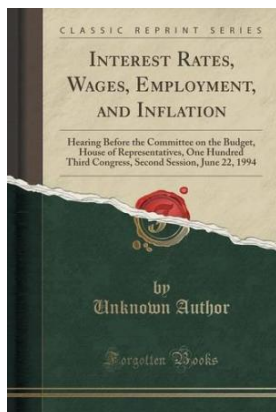 CLASSIC REPRINT SERIES
INTEREST RATES,
WAGES, EMPLOYMENT,
AND INFLATION
Hearing Before the Committee on the Budget,
House of Representatives, One Hundred
Third Congress, Second Session, June 22, 1994
by
Unknown Author
Forgotten Books